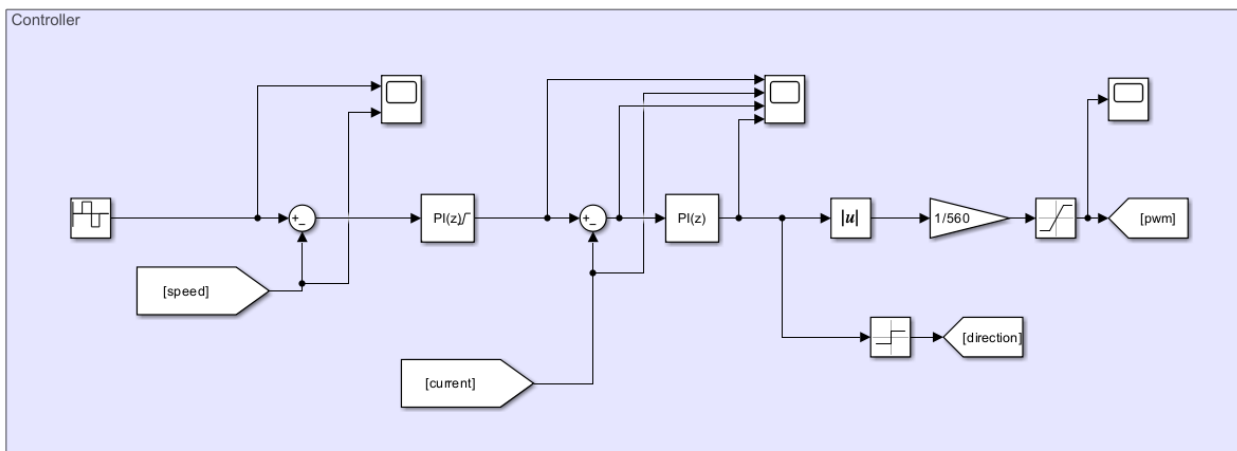 Controller
+
−
PI(z)
+
−
PI(z)
|u|
1/560
[pwm]
[speed]
[direction]
[current]